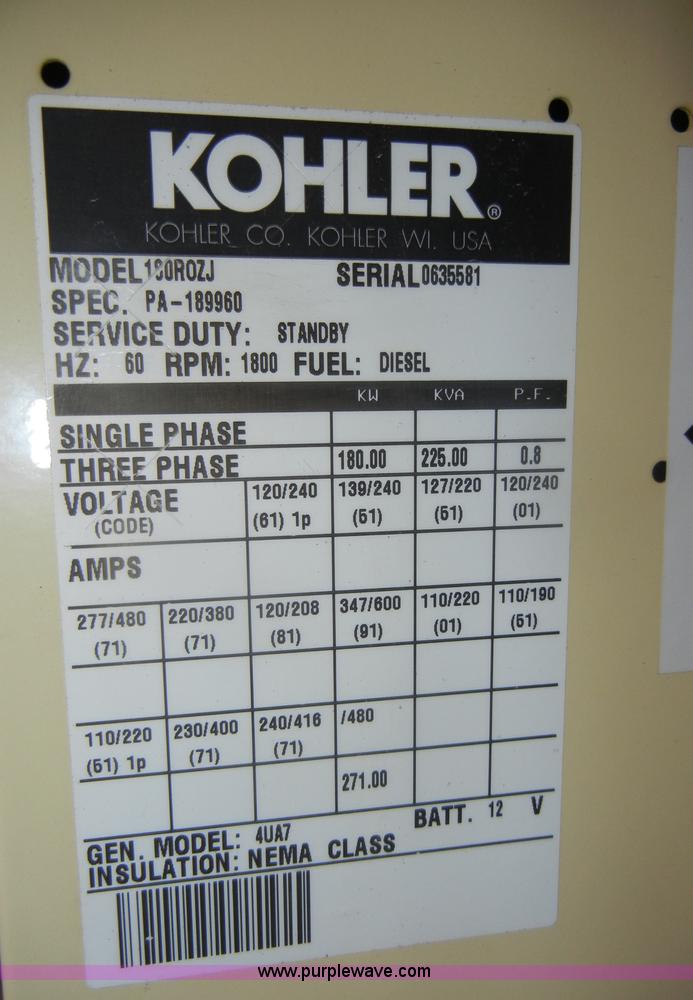 KOHLER®
KOHLER CO. KOHLER WI. USA
MODEL 180ROZJ SERIAL 0635581
SPEC. PA-189960
SERVICE DUTY: STANDBY
HZ: 60 RPM: 1800 FUEL: DIESEL
KW KVA P.F.
SINGLE PHASE
THREE PHASE 180.00 225.00 0.8
VOLTAGE 120/240 139/240 127/220 120/240
(CODE) (61) 1p (51) (51) (01)
AMPS
277/480 220/380 120/208 347/600 110/220 110/190
(71) (71) (81) (91) (01) (51)
110/220 230/400 240/416 /480
(51) 1p (71) (71)
271.00
GEN. MODEL: 4UA7 BATT. 12 V
INSULATION: NEMA CLASS
www.purplewave.com